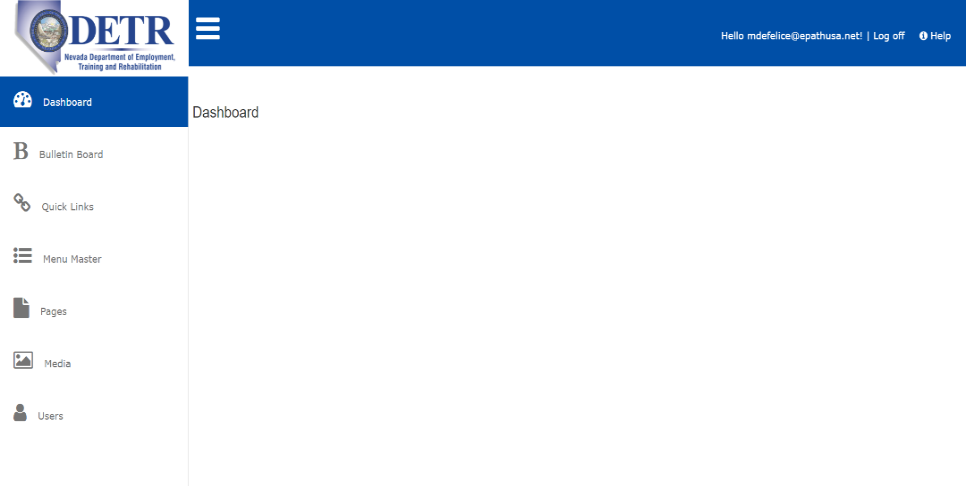 DETR
Nevada Department of Employment,
Training and Rehabilitation
Hello mdefelice@epathusa.net! | Log off Help
Dashboard
Dashboard
B Bulletin Board
Quick Links
Menu Master
Pages
Media
Users